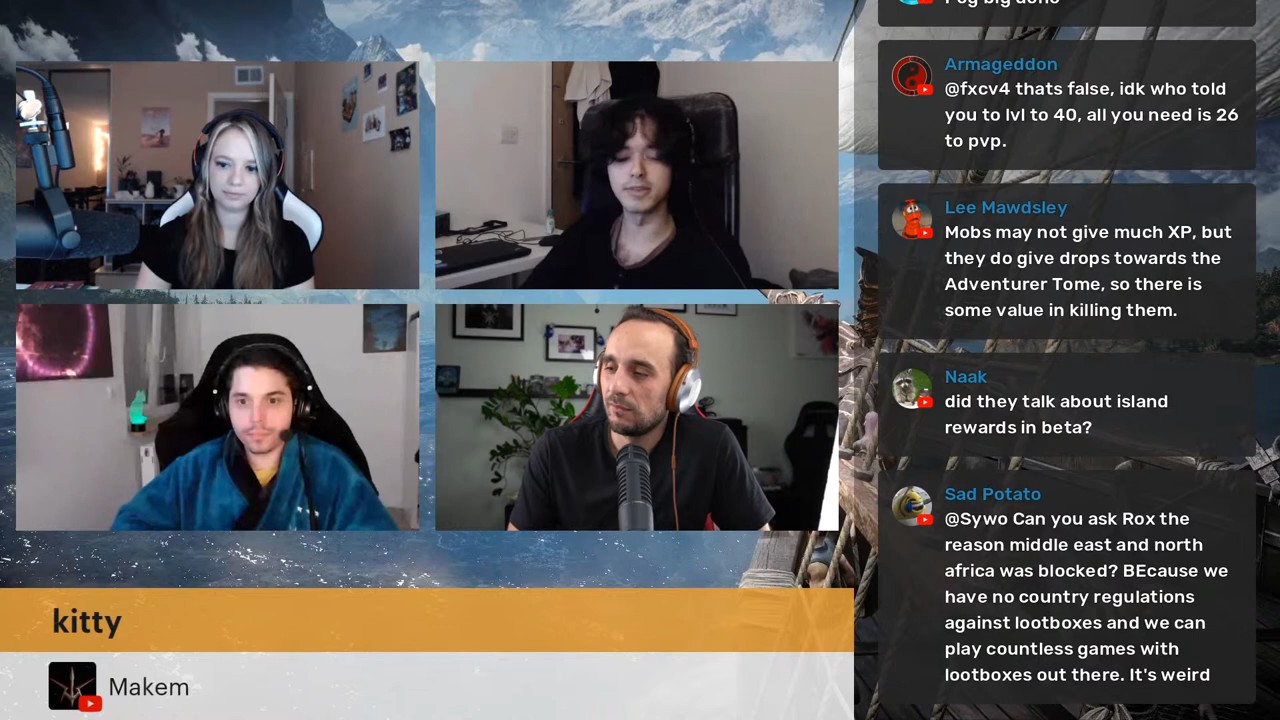 kitty
Makem
Armageddon
@fxcv4 thats false, idk who told
you to lvl to 40, all you need is 26
to pvp.
Lee Mawdsley
Mobs may not give much XP, but
they do give drops towards the
Adventurer Tome, so there is
some value in killing them.
Naak
did they talk about island
rewards in beta?
Sad Potato
@Sywo Can you ask Rox the
reason middle east and north
africa was blocked? BEcause we
have no country regulations
against lootboxes and we can
play countless games with
lootboxes out there. It's weird